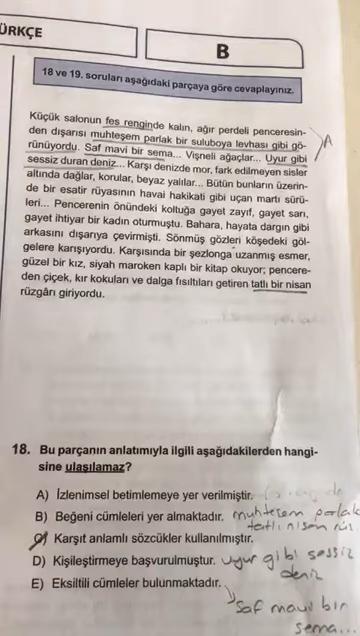 ÜRKÇE
B
18 ve 19. soruları aşağıdaki parçaya göre cevaplayınız.
Küçük salonun fes renginde kalın, ağır perdeli penceresin-
den dışarısı muhteşem parlak bir suluboya levhası gibi gö-
rünüyordu. Saf mavi bir sema... Vişneli ağaçlar... Uyur gibi
sessiz duran deniz... Karşı denizde mor, fark edilmeyen sisler
altında dağlar, korular, beyaz yalılar... Bütün bunların üzerin-
de bir esatir rüyasının havai hakikati gibi uçan martı sürü-
leri... Pencerenin önündeki koltuğa gayet zayıf, gayet sarı,
gayet ihtiyar bir kadın oturmuştu. Bahara, hayata dargın gibi
arkasını dışarıya çevirmişti. Sönmüş gözleri köşedeki göl-
gelere karışıyordu. Karşısında bir şezlonga uzanmış esmer,
güzel bir kız, siyah maroken kaplı bir kitap okuyor; pencere-
den çiçek, kır kokuları ve dalga fısıltıları getiren tatlı bir nisan
rüzgârı giriyordu.
A
18. Bu parçanın anlatımıyla ilgili aşağıdakilerden hangi-
sine ulaşılamaz?
A) İzlenimsel betimlemeye yer verilmiştir.
B) Beğeni cümleleri yer almaktadır. muhteşem parlak
tatlı nisan rüz
C) Karşıt anlamlı sözcükler kullanılmıştır.
D) Kişileştirmeye başvurulmuştur. uyur gibi sessiz
deniz
E) Eksiltili cümleler bulunmaktadır.
Saf mavi bir
sema...